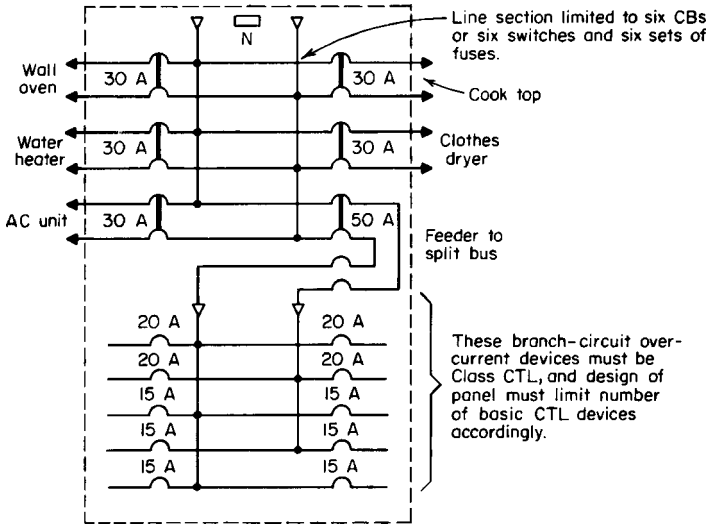 N
Line section limited to six CBs
or six switches and six sets of
fuses.
Wall
oven
30 A
30 A
Cook top
Water
heater
30 A
30 A
Clothes
dryer
AC unit
30 A
50 A
Feeder to
split bus
20 A
20 A
20 A
20 A
15 A
15 A
15 A
15 A
15 A
15 A
These branch-circuit over-
current devices must be
Class CTL, and design of
panel must limit number
of basic CTL devices
accordingly.